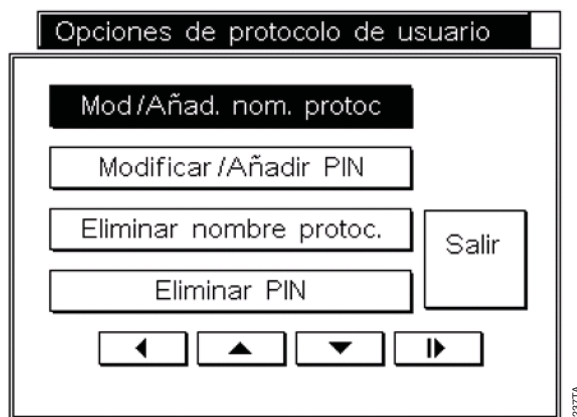 Opciones de protocolo de usuario
Mod/Añad. nom. protoc
Modificar/Añadir PIN
Eliminar nombre protoc.
Salir
Eliminar PIN